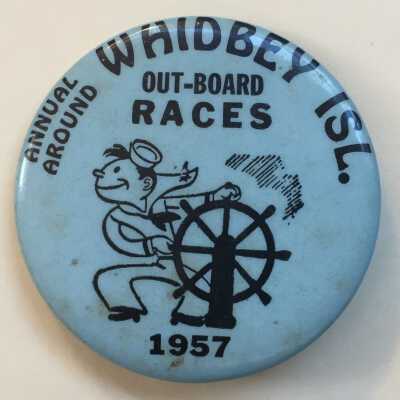 ANNUAL
AROUND
WHIDBEY ISL.
OUT-BOARD
RACES
1957